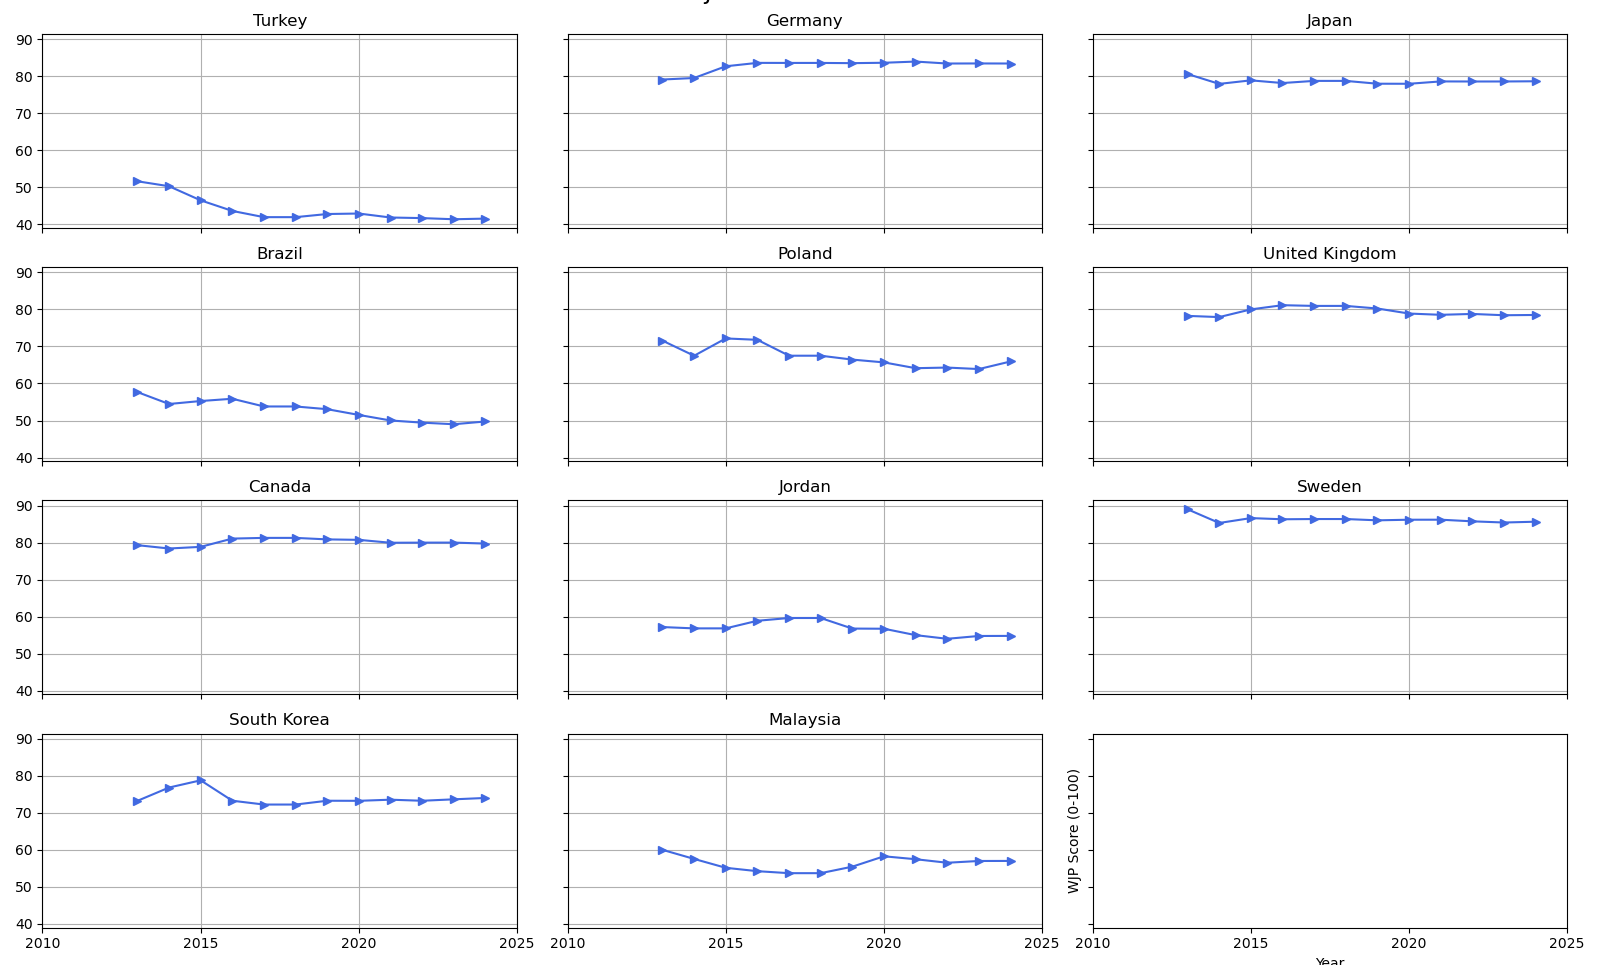 Turkey
Germany
Japan
90
80
70
60
50
40
Brazil
Poland
United Kingdom
90
80
70
60
50
40
Canada
Jordan
Sweden
90
80
70
60
50
40
South Korea
Malaysia
90
80
70
60
50
40
WJP Score (0-100)
2010 2015 2020 2025
2010 2015 2020 2025
2010 2015 2020 2025
Year